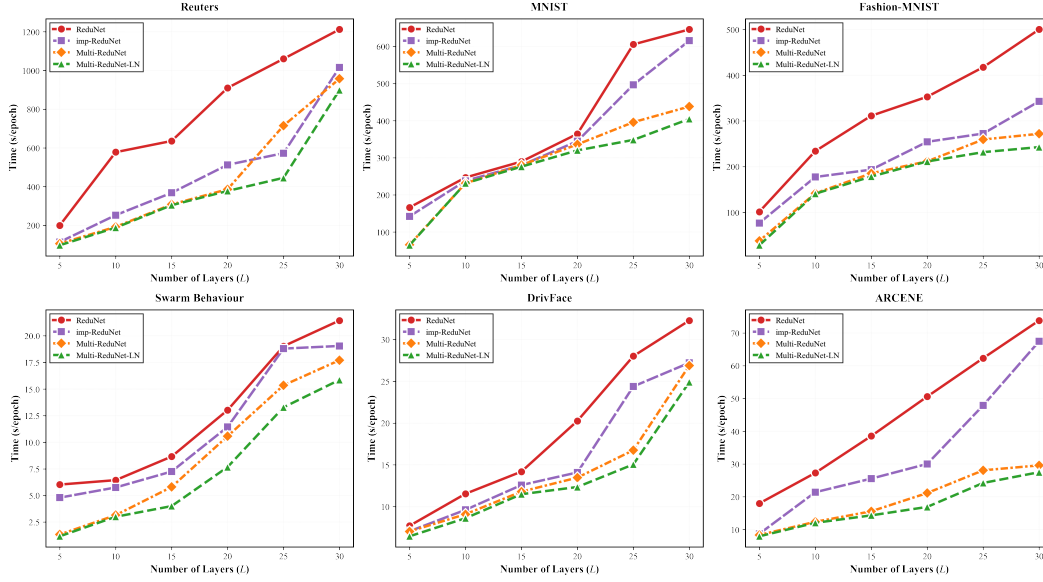 Reuters
ReduNet
imp-ReduNet
Multi-ReduNet
Multi-ReduNet-LN
1200
1000
800
600
400
200
Time (s/epoch)
5 10 15 20 25 30
Number of Layers (L)
MNIST
ReduNet
imp-ReduNet
Multi-ReduNet
Multi-ReduNet-LN
600
500
400
300
200
100
Time (s/epoch)
5 10 15 20 25 30
Number of Layers (L)
Fashion-MNIST
ReduNet
imp-ReduNet
Multi-ReduNet
Multi-ReduNet-LN
500
400
300
200
100
Time (s/epoch)
5 10 15 20 25 30
Number of Layers (L)
Swarm Behaviour
ReduNet
imp-ReduNet
Multi-ReduNet
Multi-ReduNet-LN
20.0
17.5
15.0
12.5
10.0
7.5
5.0
2.5
Time (s/epoch)
5 10 15 20 25 30
Number of Layers (L)
DrivFace
ReduNet
imp-ReduNet
Multi-ReduNet
Multi-ReduNet-LN
30
25
20
15
10
Time (s/epoch)
5 10 15 20 25 30
Number of Layers (L)
ARCENE
ReduNet
imp-ReduNet
Multi-ReduNet
Multi-ReduNet-LN
70
60
50
40
30
20
10
Time (s/epoch)
5 10 15 20 25 30
Number of Layers (L)